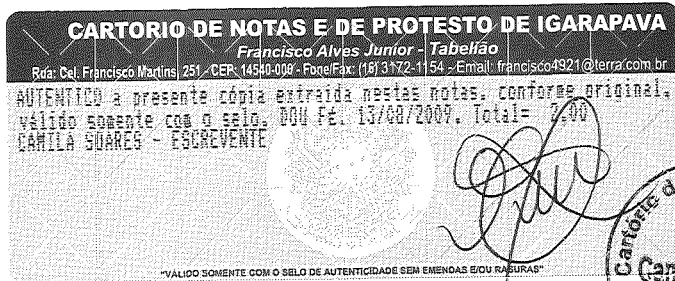 CARTORIO DE NOTAS E DE PROTESTO DE IGARAPAVA
Francisco Alves Junior - Tabelião
Rua: Cel. Francisco Martins, 251 - CEP: 14540-000 - Fone/Fax: (16) 3172-1154 - Email: francisco4921@terra.com.br
AUTENTICO a presente cópia extraida nestas notas, conforme original,
válido somente com o selo. DOU Fé. 13/08/2009. Total= 2,00
CAMILA SUARES - ESCREVENTE
Cartório d
Cam
"VÁLIDO SOMENTE COM O SELO DE AUTENTICIDADE SEM EMENDAS E/OU RASURAS"